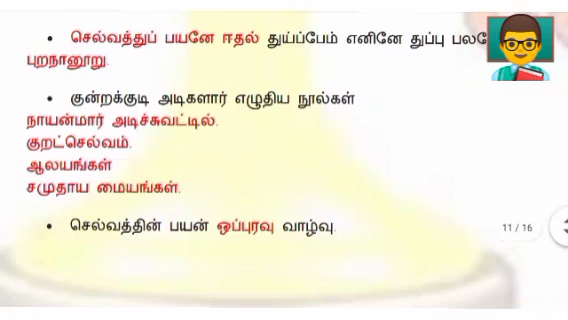 • செல்வத்துப் பயனே ஈதல் துய்ப்பேம் எனினே துப்பு
புறநானூறு.
• குன்றக்குடி அடிகளார் எழுதிய நூல்கள்
நாயன்மார் அடிச்சுவட்டில்.
குறட்செல்வம்.
ஆலயங்கள்
சமுதாய மையங்கள்.
• செல்வத்தின் பயன் ஒப்புரவு வாழ்வு.
11 / 16